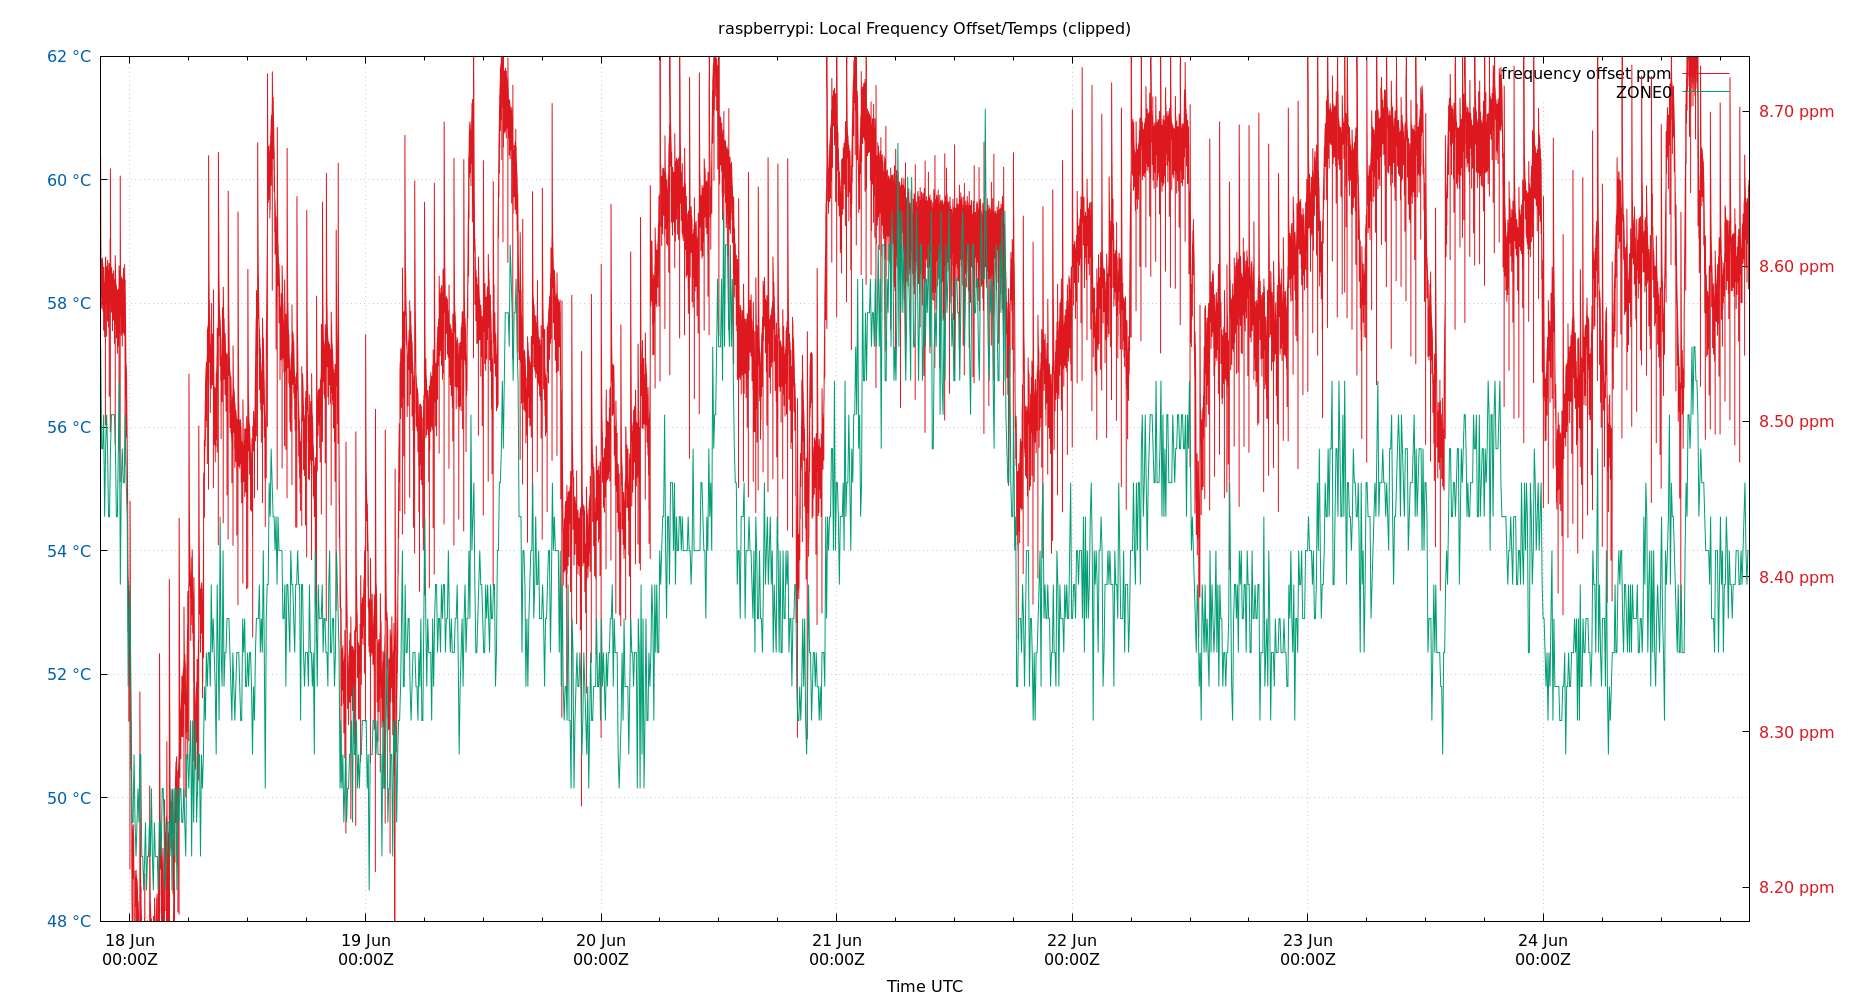 raspberrypi: Local Frequency Offset/Temps (clipped)
62 °C
60 °C
58 °C
56 °C
54 °C
52 °C
50 °C
48 °C
frequency offset ppm
ZONE0
8.70 ppm
8.60 ppm
8.50 ppm
8.40 ppm
8.30 ppm
8.20 ppm
18 Jun 19 Jun 20 Jun 21 Jun 22 Jun 23 Jun 24 Jun
00:00Z 00:00Z 00:00Z 00:00Z 00:00Z 00:00Z 00:00Z
Time UTC